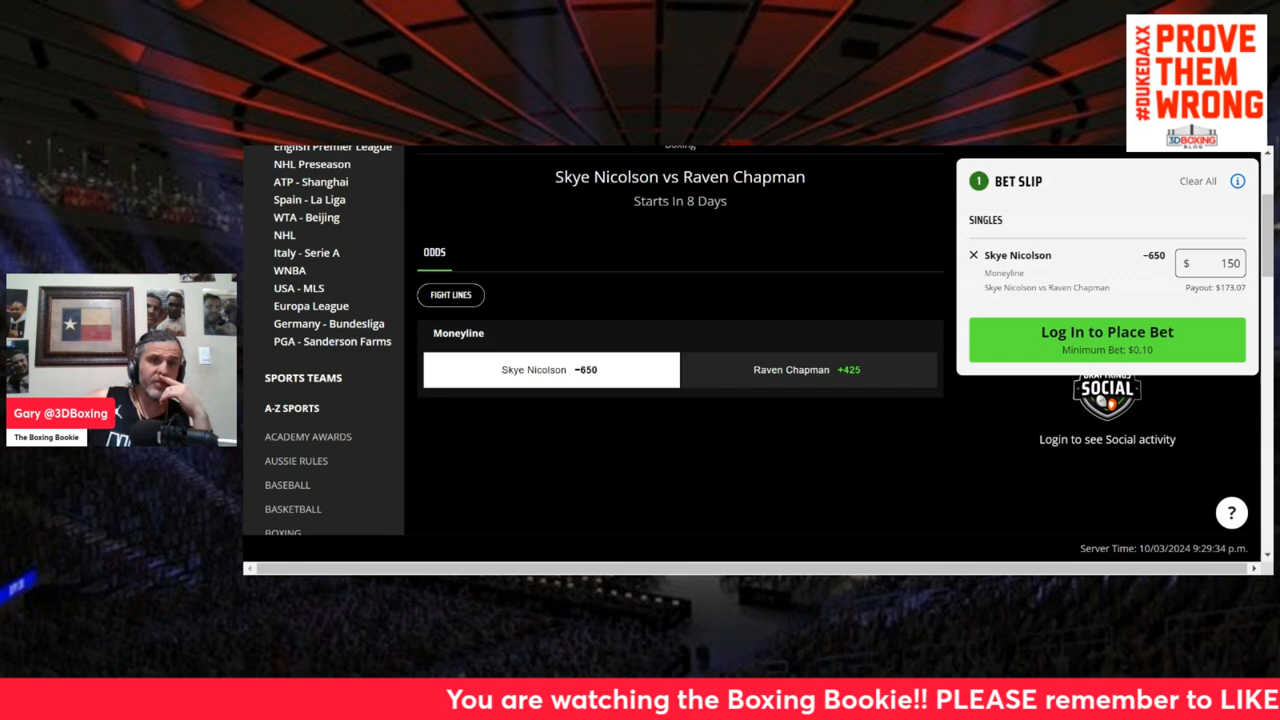 #DUKEDAXX
PROVE
THEM
WRONG
3DBOXING
BLOG
English Premier League
NHL Preseason
ATP - Shanghai
Spain - La Liga
WTA - Beijing
NHL
Italy - Serie A
WNBA
USA - MLS
Europa League
Germany - Bundesliga
PGA - Sanderson Farms
SPORTS TEAMS
A-Z SPORTS
ACADEMY AWARDS
AUSSIE RULES
BASEBALL
BASKETBALL
BOXING
Boxing
Skye Nicolson vs Raven Chapman
Starts In 8 Days
ODDS
FIGHT LINES
Moneyline
Skye Nicolson −650
Raven Chapman +425
1 BET SLIP
Clear All
SINGLES
Skye Nicolson −650
$ 150
Moneyline
Skye Nicolson vs Raven Chapman
Payout: $173.07
Log In to Place Bet
Minimum Bet: $0.10
DRAFTKINGS
SOCIAL
Login to see Social activity
?
Server Time: 10/03/2024 9:29:34 p.m.
Gary @3DBoxing
The Boxing Bookie
You are watching the Boxing Bookie!! PLEASE remember to LIKE